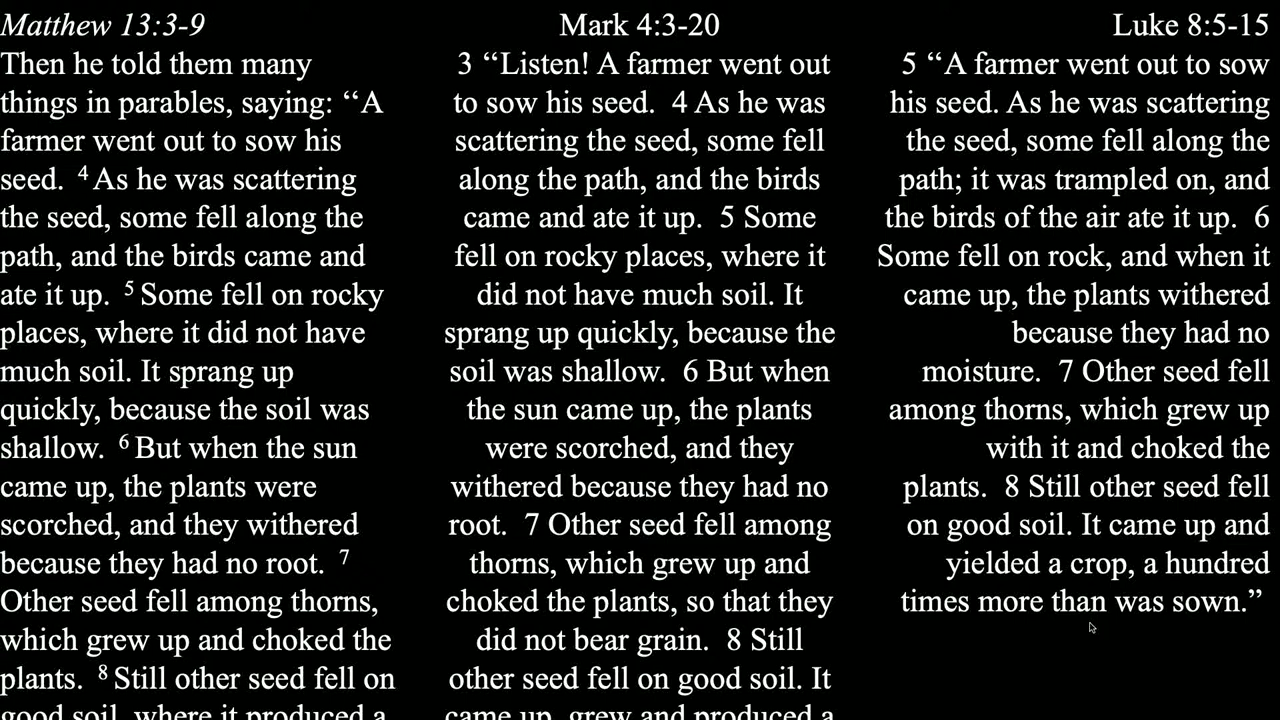 Matthew 13:3-9
Then he told them many
things in parables, saying: “A
farmer went out to sow his
seed. 4 As he was scattering
the seed, some fell along the
path, and the birds came and
ate it up. 5 Some fell on rocky
places, where it did not have
much soil. It sprang up
quickly, because the soil was
shallow. 6 But when the sun
came up, the plants were
scorched, and they withered
because they had no root. 7
Other seed fell among thorns,
which grew up and choked the
plants. 8 Still other seed fell on
good soil, where it produced a
Mark 4:3-20
3 “Listen! A farmer went out
to sow his seed. 4 As he was
scattering the seed, some fell
along the path, and the birds
came and ate it up. 5 Some
fell on rocky places, where it
did not have much soil. It
sprang up quickly, because the
soil was shallow. 6 But when
the sun came up, the plants
were scorched, and they
withered because they had no
root. 7 Other seed fell among
thorns, which grew up and
choked the plants, so that they
did not bear grain. 8 Still
other seed fell on good soil. It
came up, grew and produced a
Luke 8:5-15
5 “A farmer went out to sow
his seed. As he was scattering
the seed, some fell along the
path; it was trampled on, and
the birds of the air ate it up. 6
Some fell on rock, and when it
came up, the plants withered
because they had no
moisture. 7 Other seed fell
among thorns, which grew up
with it and choked the
plants. 8 Still other seed fell
on good soil. It came up and
yielded a crop, a hundred
times more than was sown.”